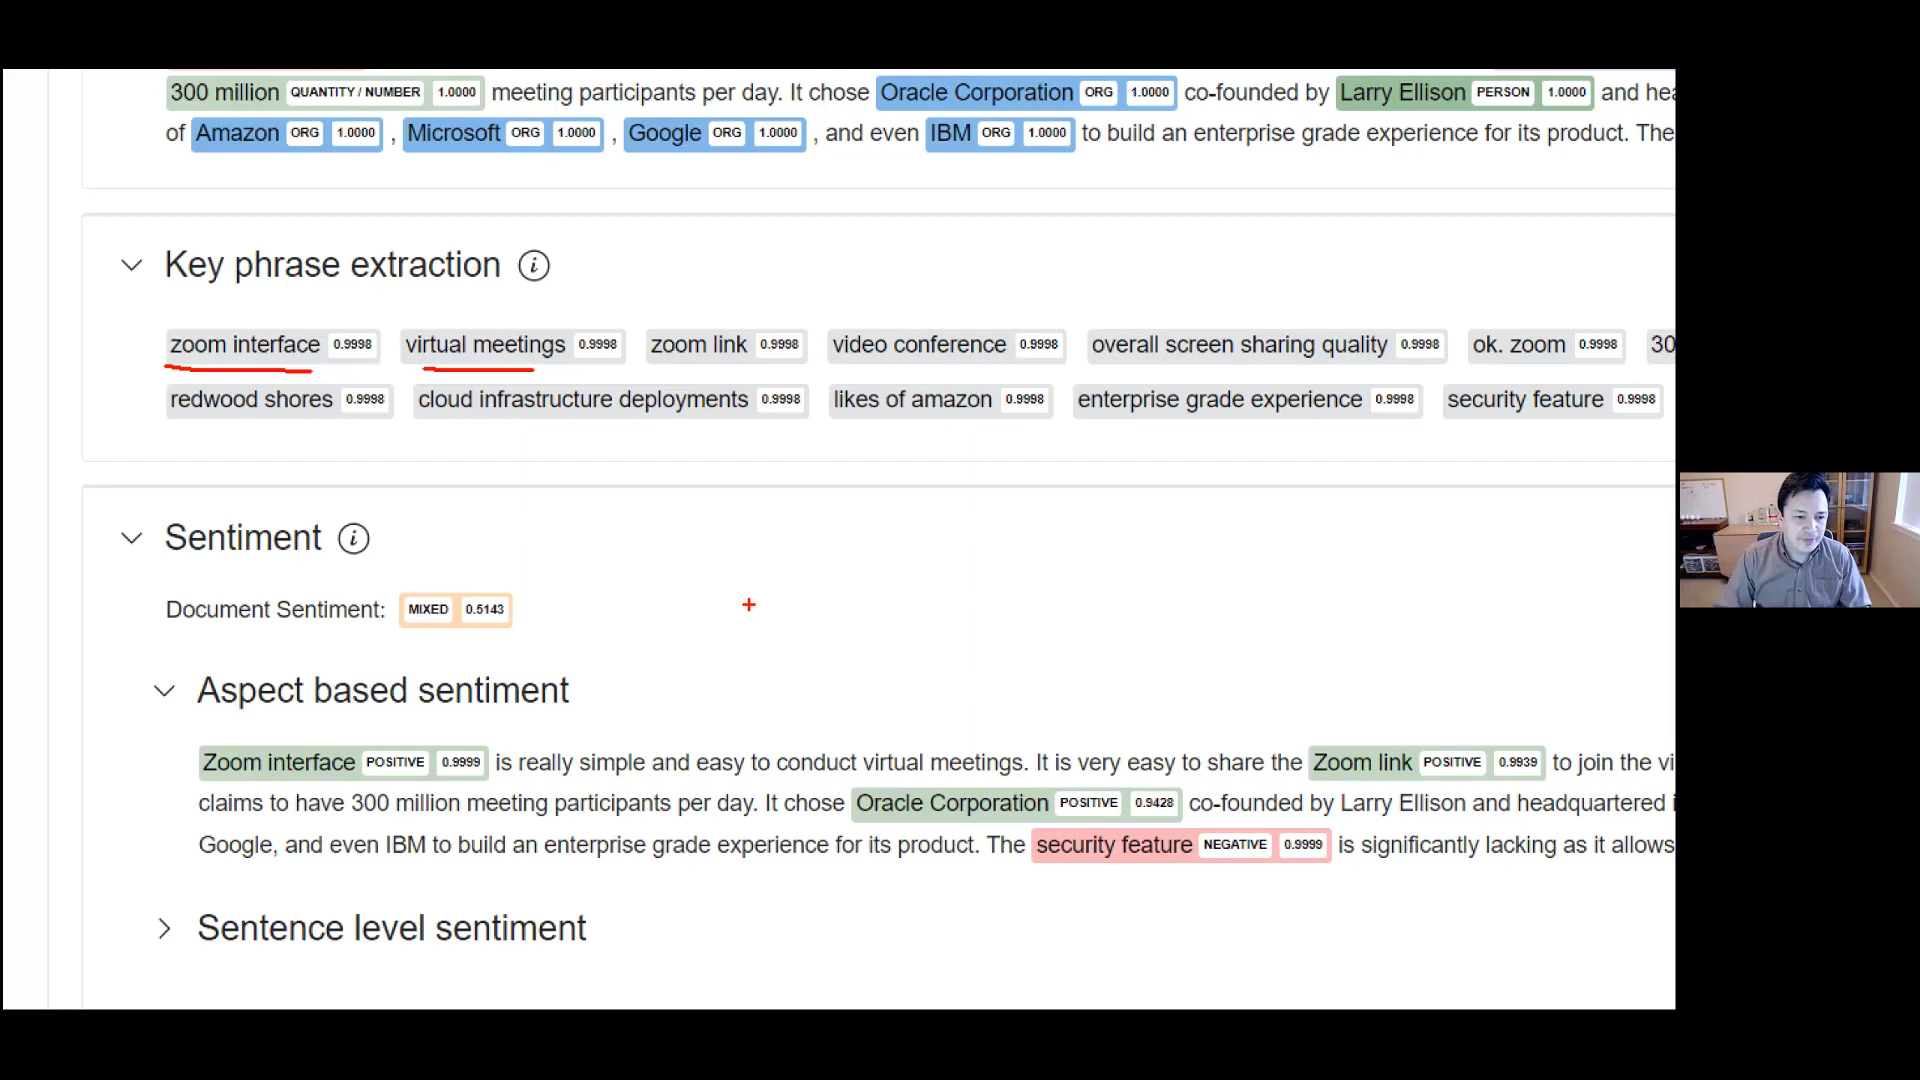 300 million QUANTITY / NUMBER 1.0000 meeting participants per day. It chose Oracle Corporation ORG 1.0000 co-founded by Larry Ellison PERSON 1.0000 and hea
of Amazon ORG 1.0000 , Microsoft ORG 1.0000 , Google ORG 1.0000 , and even IBM ORG 1.0000 to build an enterprise grade experience for its product. The
Key phrase extraction i
zoom interface 0.9998 virtual meetings 0.9998 zoom link 0.9998 video conference 0.9998 overall screen sharing quality 0.9998 ok. zoom 0.9998 30
redwood shores 0.9998 cloud infrastructure deployments 0.9998 likes of amazon 0.9998 enterprise grade experience 0.9998 security feature 0.9998
Sentiment i
Document Sentiment: MIXED 0.5143
Aspect based sentiment
Zoom interface POSITIVE 0.9999 is really simple and easy to conduct virtual meetings. It is very easy to share the Zoom link POSITIVE 0.9939 to join the vi
claims to have 300 million meeting participants per day. It chose Oracle Corporation POSITIVE 0.9428 co-founded by Larry Ellison and headquartered i
Google, and even IBM to build an enterprise grade experience for its product. The security feature NEGATIVE 0.9999 is significantly lacking as it allows
Sentence level sentiment